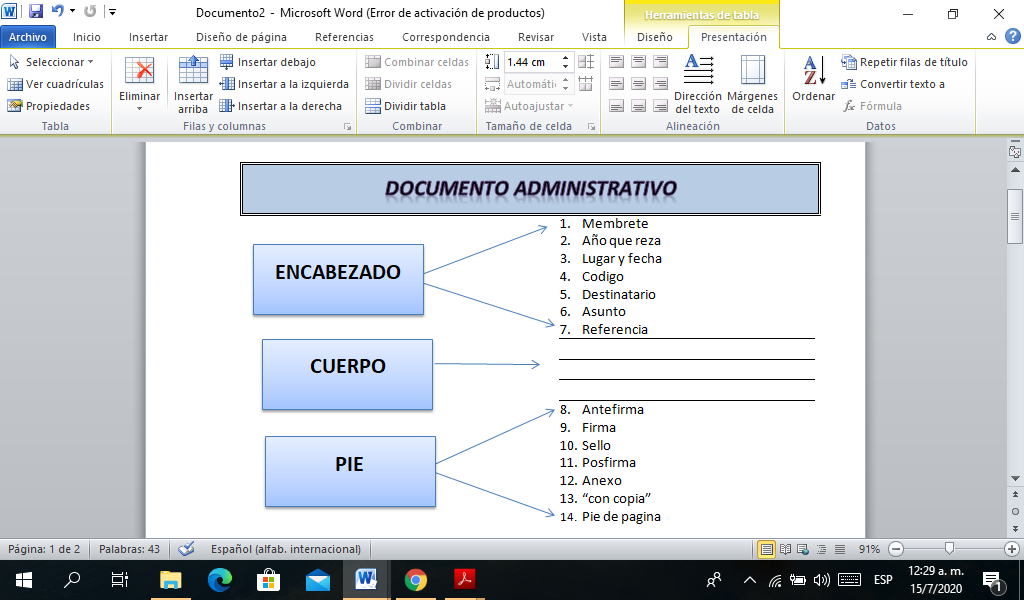 Documento2 - Microsoft Word (Error de activación de productos)
Herramientas de tabla
Archivo Inicio Insertar Diseño de página Referencias Correspondencia Revisar Vista Diseño Presentación
Seleccionar
Ver cuadrículas
Propiedades
Tabla
Eliminar
Insertar arriba
Insertar debajo
Insertar a la izquierda
Insertar a la derecha
Filas y columnas
Combinar celdas
Dividir celdas
Dividir tabla
Combinar
1.44 cm
Automátic
Autoajustar
Tamaño de celda
Dirección del texto
Márgenes de celda
Alineación
Ordenar
Repetir filas de título
Convertir texto a
Fórmula
Datos
DOCUMENTO ADMINISTRATIVO
ENCABEZADO
1. Membrete
2. Año que reza
3. Lugar y fecha
4. Codigo
5. Destinatario
6. Asunto
7. Referencia
CUERPO
PIE
8. Antefirma
9. Firma
10. Sello
11. Posfirma
12. Anexo
13. “con copia”
14. Pie de pagina
Página: 1 de 2 Palabras: 43 Español (alfab. internacional) 91%
ESP
12:29 a. m.
15/7/2020
1